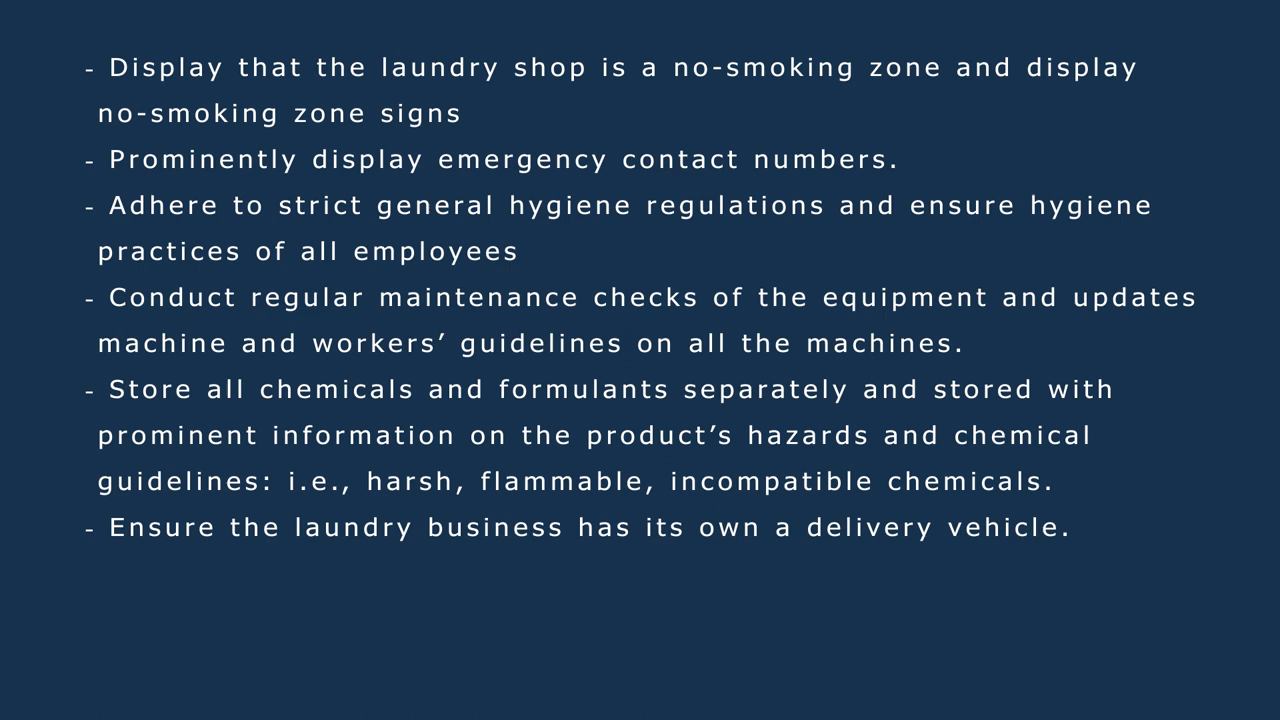 - Display that the laundry shop is a no-smoking zone and display
no-smoking zone signs
- Prominently display emergency contact numbers.
- Adhere to strict general hygiene regulations and ensure hygiene
practices of all employees
- Conduct regular maintenance checks of the equipment and updates
machine and workers’ guidelines on all the machines.
- Store all chemicals and formulants separately and stored with
prominent information on the product’s hazards and chemical
guidelines: i.e., harsh, flammable, incompatible chemicals.
- Ensure the laundry business has its own a delivery vehicle.